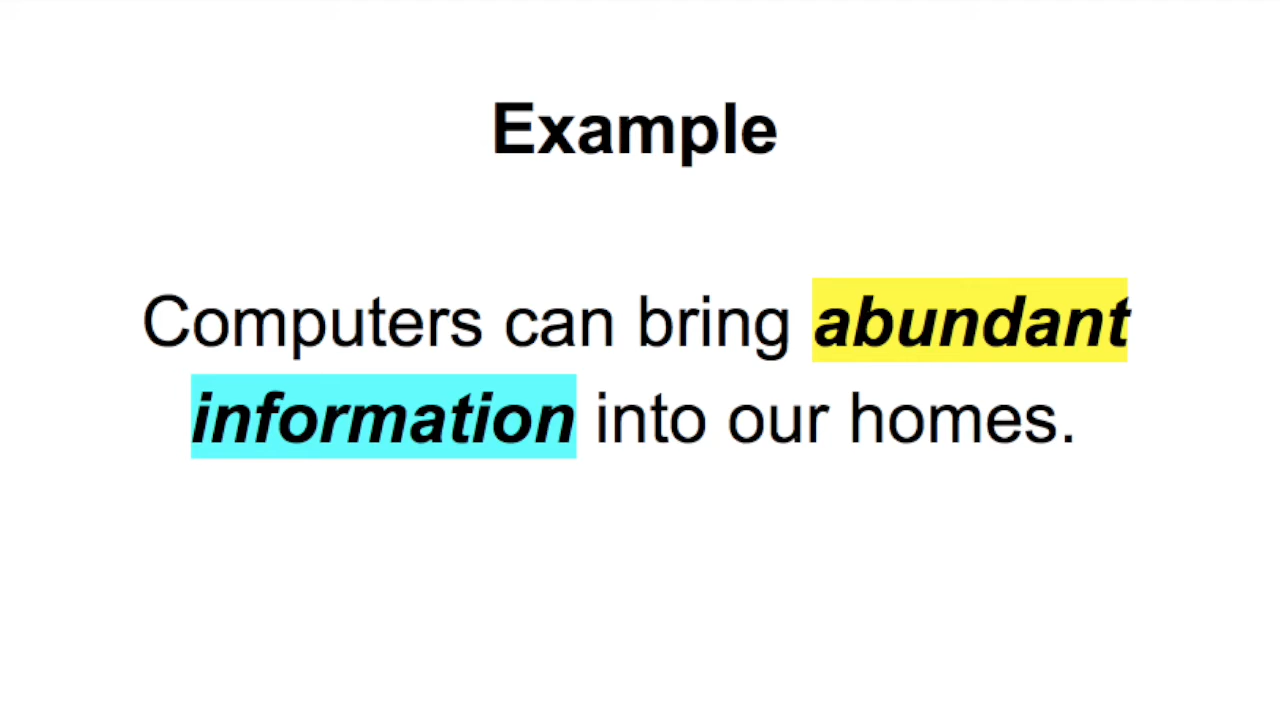 Example
Computers can bring abundant
information into our homes.